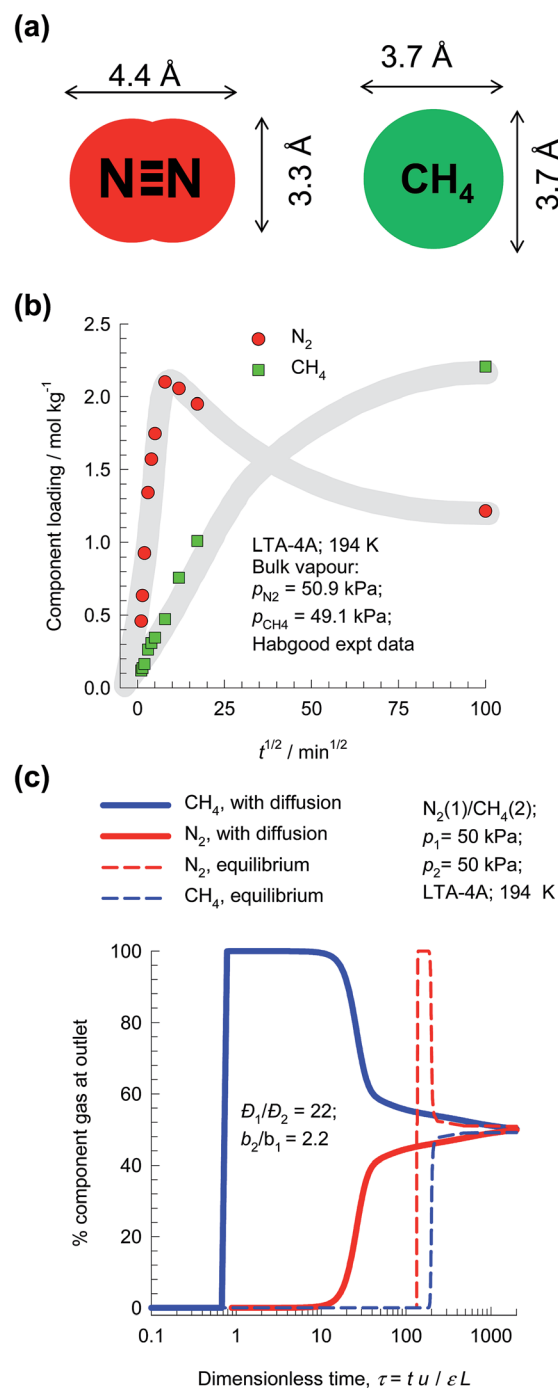 (a)
4.4 Å
3.7 Å
N≡N
3.3 Å
CH₄
3.7 Å
(b)
2.5
2.0
1.5
1.0
0.5
0.0
Component loading / mol kg⁻¹
N₂
CH₄
LTA-4A; 194 K
Bulk vapour:
p_N2 = 50.9 kPa;
p_CH4 = 49.1 kPa;
Habgood expt data
0 25 50 75 100
t^1/2 / min^1/2
(c)
CH₄, with diffusion
N₂, with diffusion
N₂, equilibrium
CH₄, equilibrium
N₂(1)/CH₄(2);
p₁ = 50 kPa;
p₂ = 50 kPa;
LTA-4A; 194 K
100
80
60
40
20
0
% component gas at outlet
Đ₁/Đ₂ = 22;
b₂/b₁ = 2.2
0.1 1 10 100 1000
Dimensionless time, τ = t u / ε L